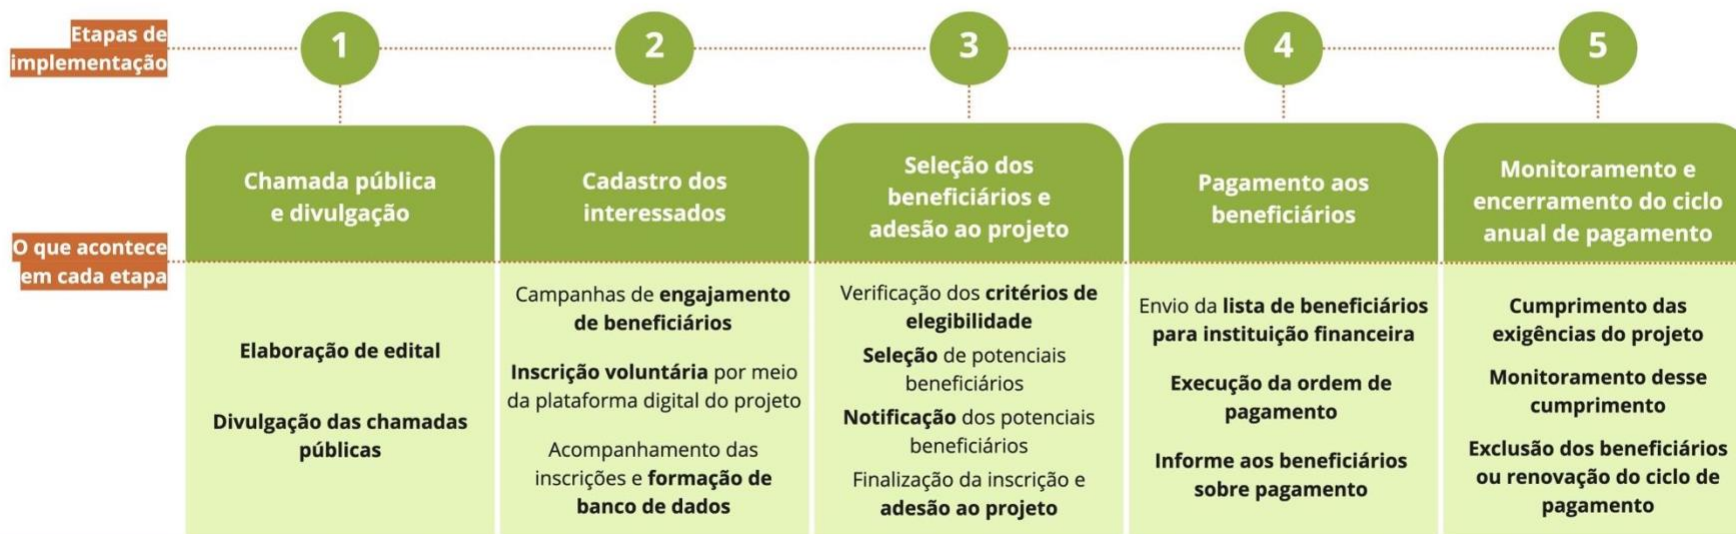 Etapas de
implementação
1
2
3
4
5
O que acontece
em cada etapa
Chamada pública
e divulgação
Elaboração de edital
Divulgação das chamadas
públicas
Cadastro dos
interessados
Campanhas de engajamento
de beneficiários
Inscrição voluntária por meio
da plataforma digital do projeto
Acompanhamento das
inscrições e formação de
banco de dados
Seleção dos
beneficiários e
adesão ao projeto
Verificação dos critérios de
elegibilidade
Seleção de potenciais
beneficiários
Notificação dos potenciais
beneficiários
Finalização da inscrição e
adesão ao projeto
Pagamento aos
beneficiários
Envio da lista de beneficiários
para instituição financeira
Execução da ordem de
pagamento
Informe aos beneficiários
sobre pagamento
Monitoramento e
encerramento do ciclo
anual de pagamento
Cumprimento das
exigências do projeto
Monitoramento desse
cumprimento
Exclusão dos beneficiários
ou renovação do ciclo de
pagamento